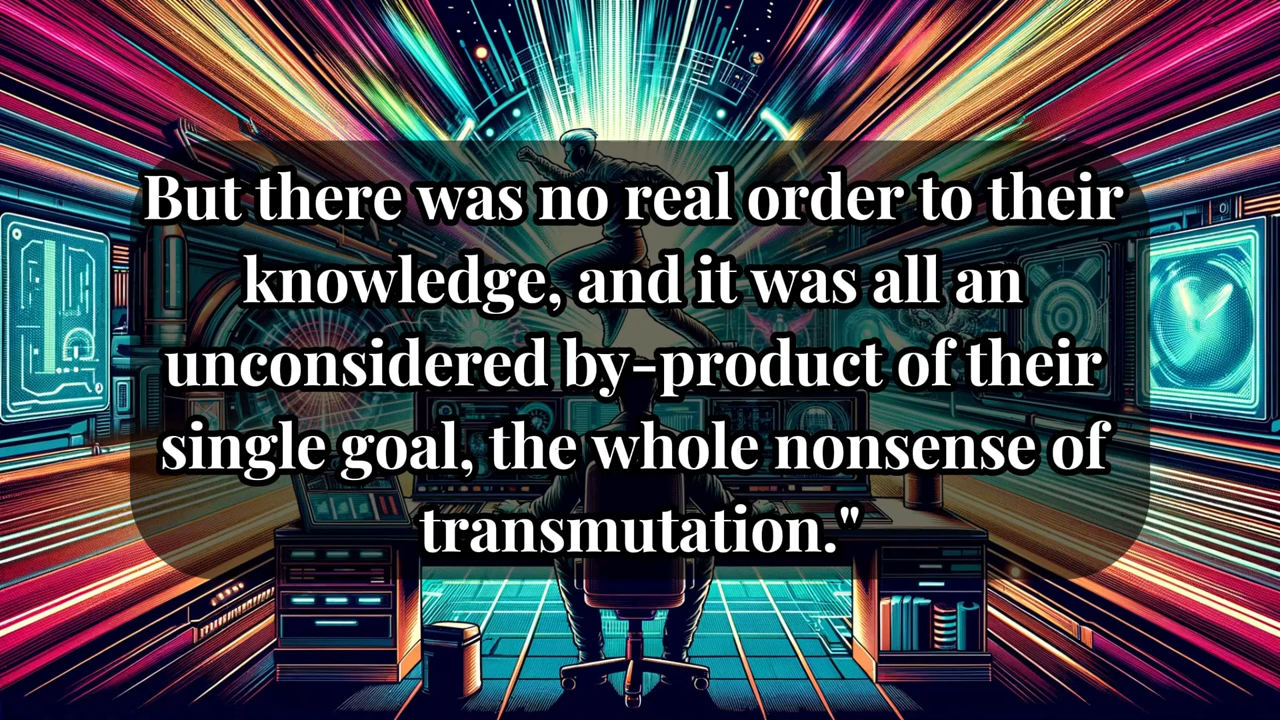 But there was no real order to their
knowledge, and it was all an
unconsidered by-product of their
single goal, the whole nonsense of
transmutation."